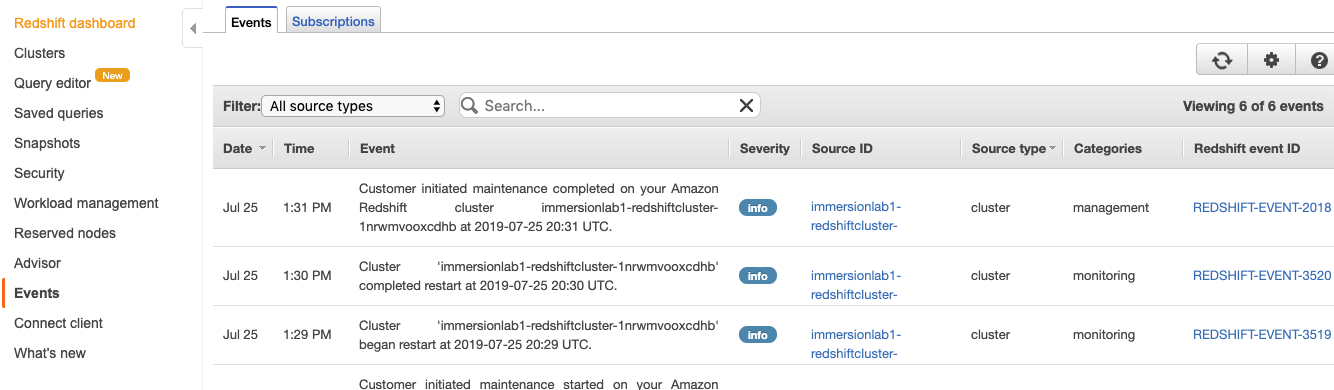 Redshift dashboard
Clusters
Query editor New
Saved queries
Snapshots
Security
Workload management
Reserved nodes
Advisor
Events
Connect client
What's new
Events Subscriptions
Filter: All source types Search... Viewing 6 of 6 events
Date Time Event Severity Source ID Source type Categories Redshift event ID
Customer initiated maintenance completed on your Amazon
Jul 25 1:31 PM Redshift cluster immersionlab1-redshiftcluster- info immersionlab1- cluster management REDSHIFT-EVENT-2018
1nrwmvooxcdhb at 2019-07-25 20:31 UTC. redshiftcluster-
Jul 25 1:30 PM Cluster 'immersionlab1-redshiftcluster-1nrwmvooxcdhb' info immersionlab1- cluster monitoring REDSHIFT-EVENT-3520
completed restart at 2019-07-25 20:30 UTC. redshiftcluster-
Jul 25 1:29 PM Cluster 'immersionlab1-redshiftcluster-1nrwmvooxcdhb' info immersionlab1- cluster monitoring REDSHIFT-EVENT-3519
began restart at 2019-07-25 20:29 UTC. redshiftcluster-
Customer initiated maintenance started on your Amazon